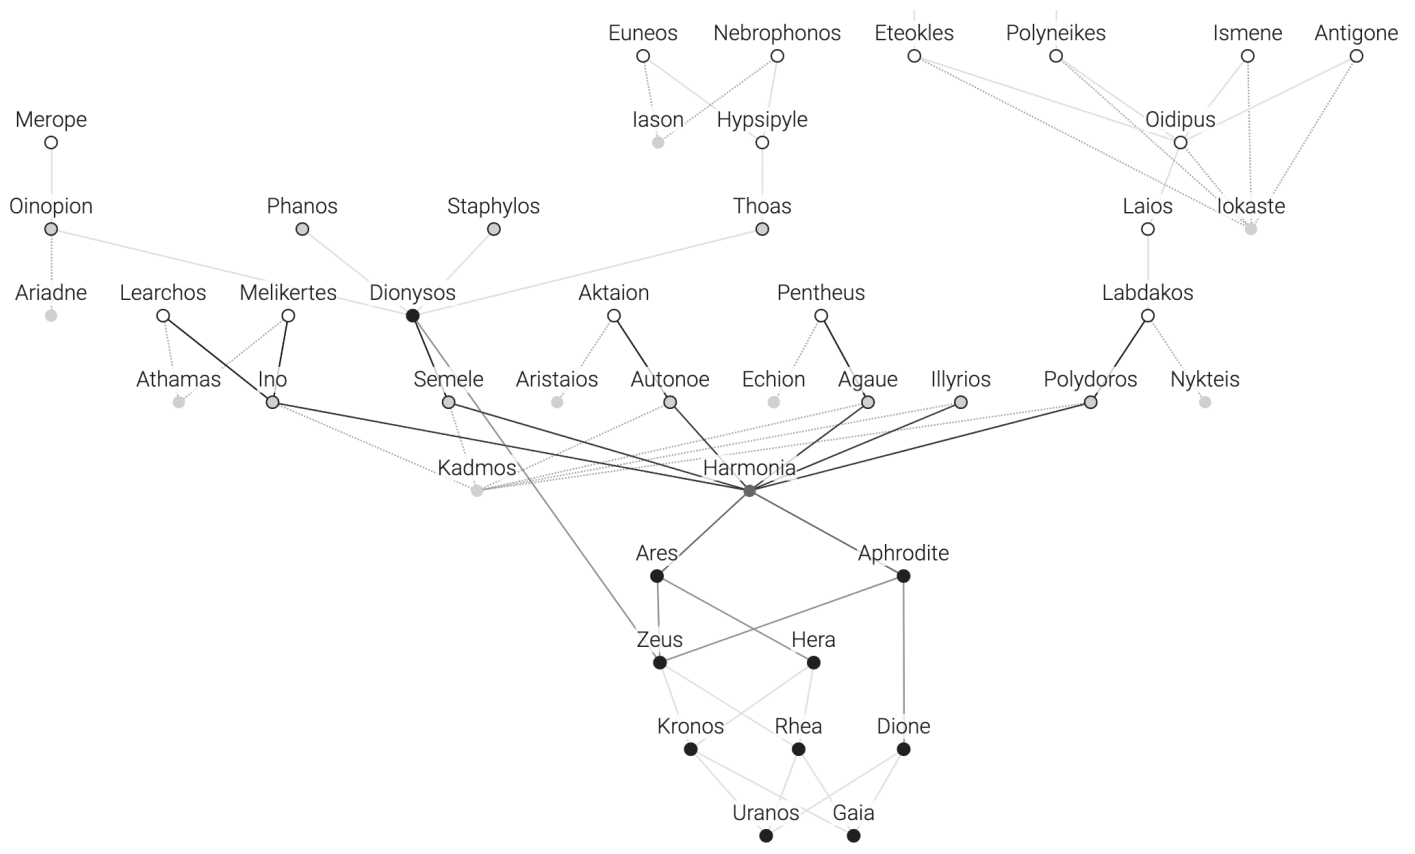 Euneos Nebrophonos Eteokles Polyneikes Ismene Antigone
Merope Iason Hypsipyle Oidipus
Oinopion Phanos Staphylos Thoas Laios Iokaste
Ariadne Learchos Melikertes Dionysos Aktaion Pentheus Labdakos
Athamas Ino Semele Aristaios Autonoe Echion Agaue Illyrios Polydoros Nykteis
Kadmos Harmonia
Ares Aphrodite
Zeus Hera
Kronos Rhea Dione
Uranos Gaia